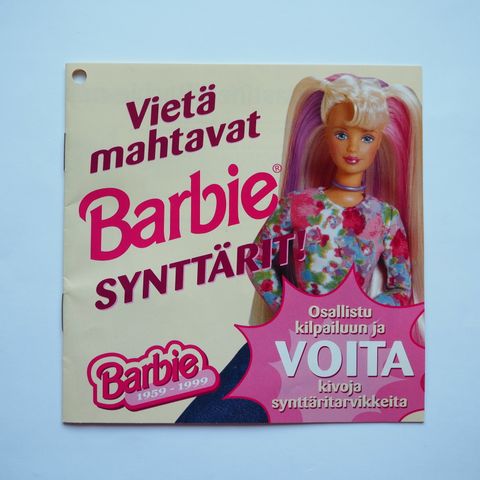 Vietä
mahtavat
Barbie®
SYNTTÄRIT!
Osallistu
kilpailuun ja
VOITA
kivoja
synttäritarvikkeita
Barbie
1959 - 1999